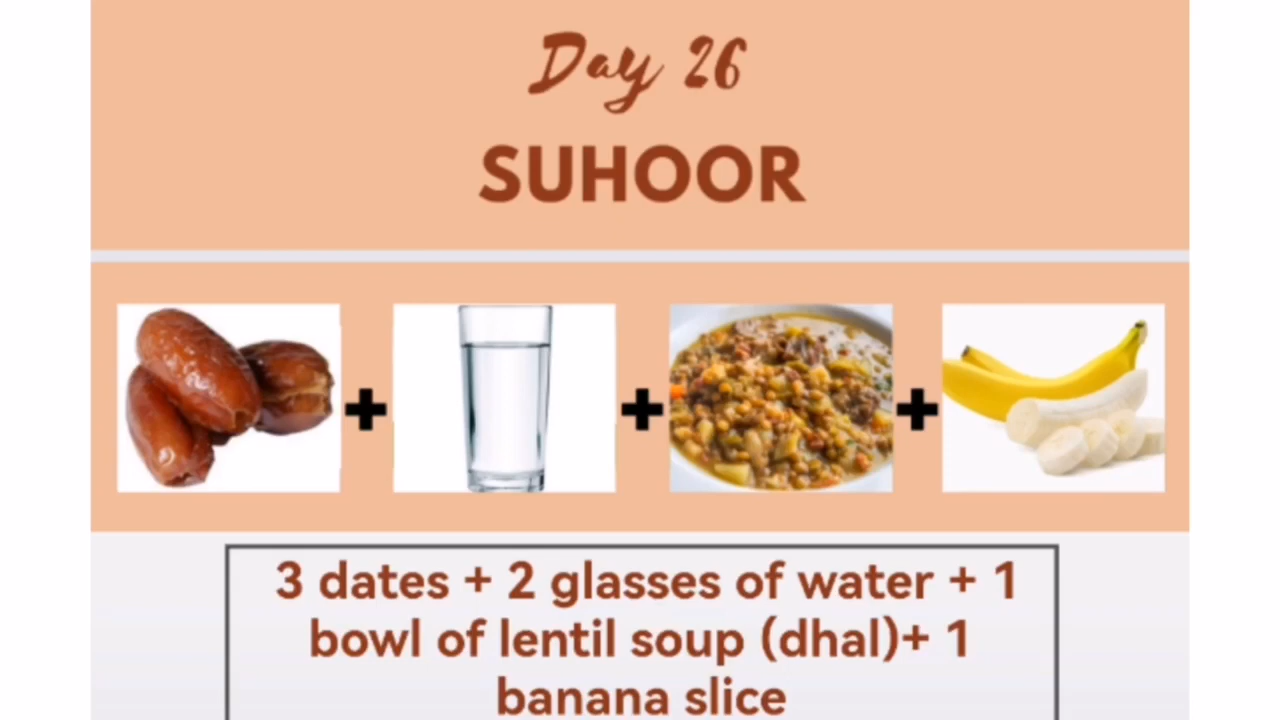 Day 26
SUHOOR
3 dates + 2 glasses of water + 1
bowl of lentil soup (dhal)+ 1
banana slice